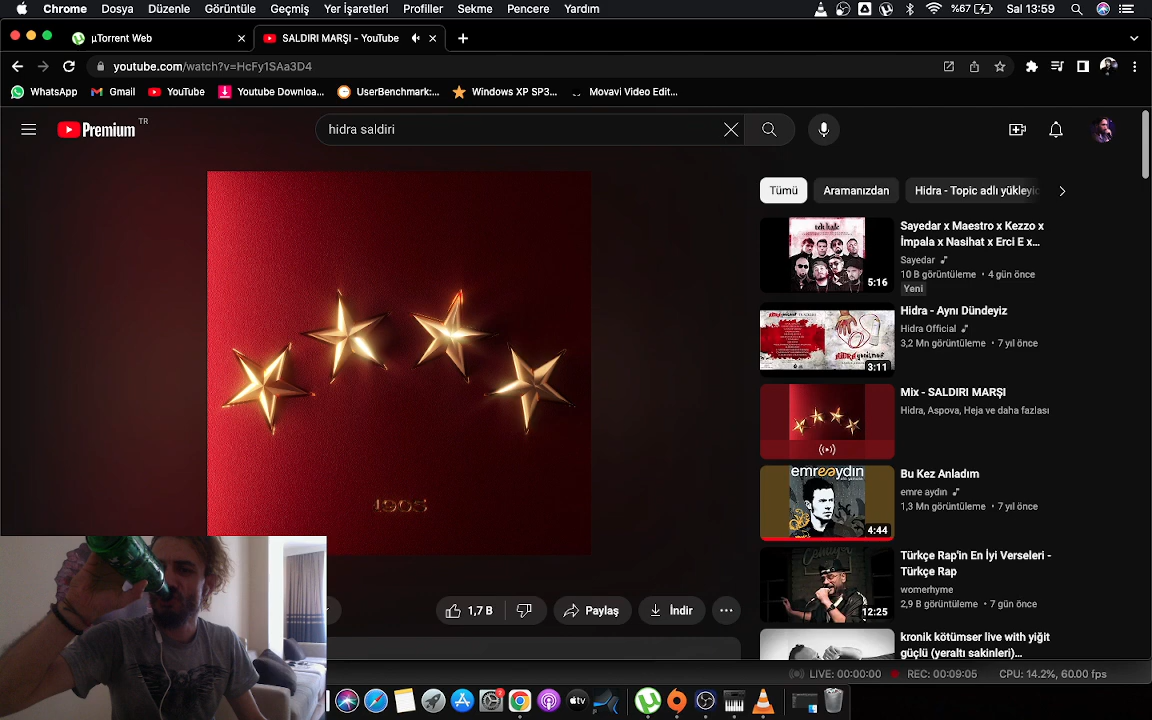 Chrome Dosya Düzenle Görüntüle Geçmiş Yer İşaretleri Profiller Sekme Pencere Yardım %67 Sal 13:59
µTorrent Web SALDIRI MARŞI - YouTube
youtube.com/watch?v=HcFy1SAa3D4
WhatsApp Gmail YouTube Youtube Downloa... UserBenchmark:... Windows XP SP3... Movavi Video Edit...
Premium TR
hidra saldiri
Tümü Aramanızdan Hidra - Topic adlı yükleyic
Sayedar x Maestro x Kezzo x
İmpala x Nasihat x Erci E x...
Sayedar
10 B görüntüleme • 4 gün önce
Yeni
5:16
Hidra - Aynı Dündeyiz
Hidra Official
3,2 Mn görüntüleme • 7 yıl önce
3:11
Mix - SALDIRI MARŞI
Hidra, Aspova, Heja ve daha fazlası
emre aydın
Bu Kez Anladım
emre aydın
1,3 Mn görüntüleme • 7 yıl önce
4:44
Türkçe Rap'in En İyi Verseleri -
Türkçe Rap
womerhyme
2,9 B görüntüleme • 7 gün önce
12:25
kronik kötümser live with yiğit
güçlü (yeraltı sakinleri)...
1905
1,7 B Paylaş İndir
LIVE: 00:00:00 REC: 00:09:05 CPU: 14.2%, 60.00 fps
tv